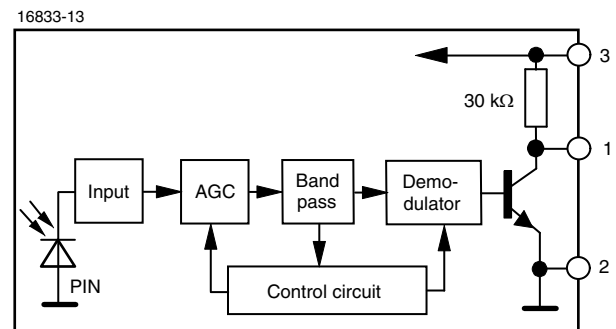 16833-13
3
30 kΩ
1
Input
AGC
Band
pass
Demo-
dulator
2
PIN
Control circuit